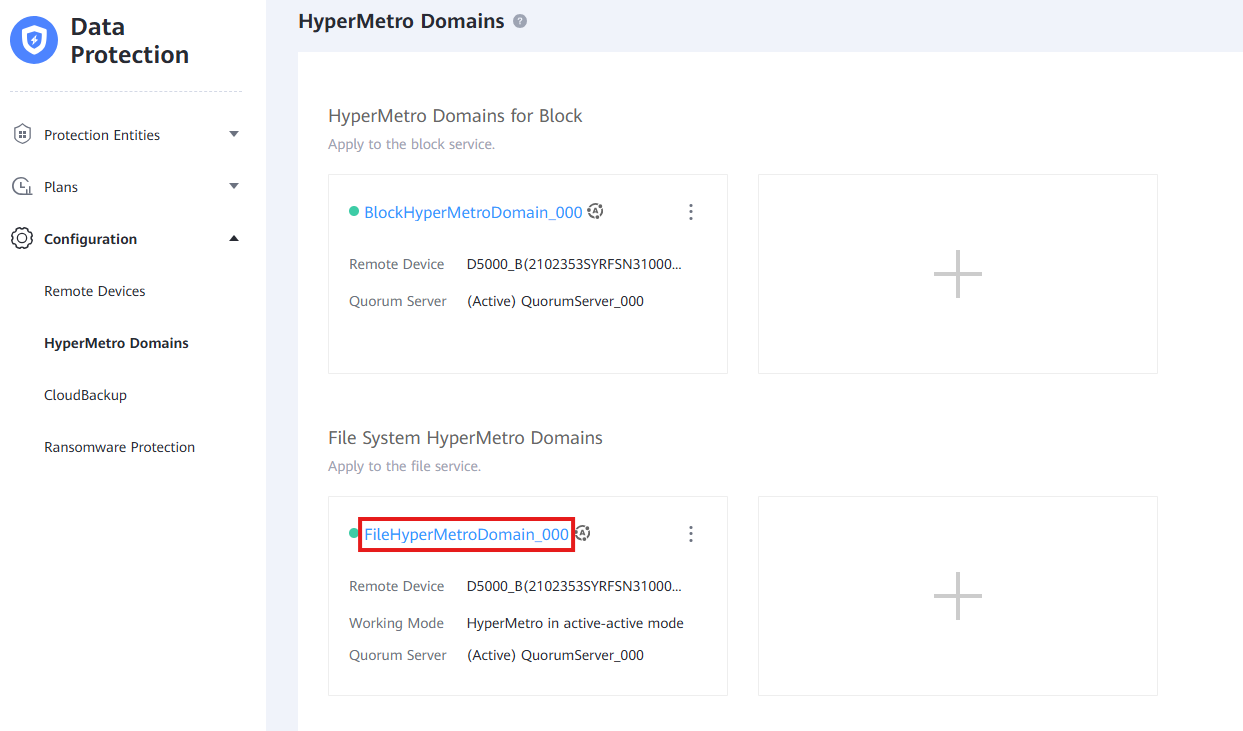 Data
Protection
Protection Entities
Plans
Configuration
Remote Devices
HyperMetro Domains
CloudBackup
Ransomware Protection
HyperMetro Domains ?
HyperMetro Domains for Block
Apply to the block service.
BlockHyperMetroDomain_000 A
Remote Device D5000_B(2102353SYRFSN31000...
Quorum Server (Active) QuorumServer_000
File System HyperMetro Domains
Apply to the file service.
FileHyperMetroDomain_000 A
Remote Device D5000_B(2102353SYRFSN31000...
Working Mode HyperMetro in active-active mode
Quorum Server (Active) QuorumServer_000